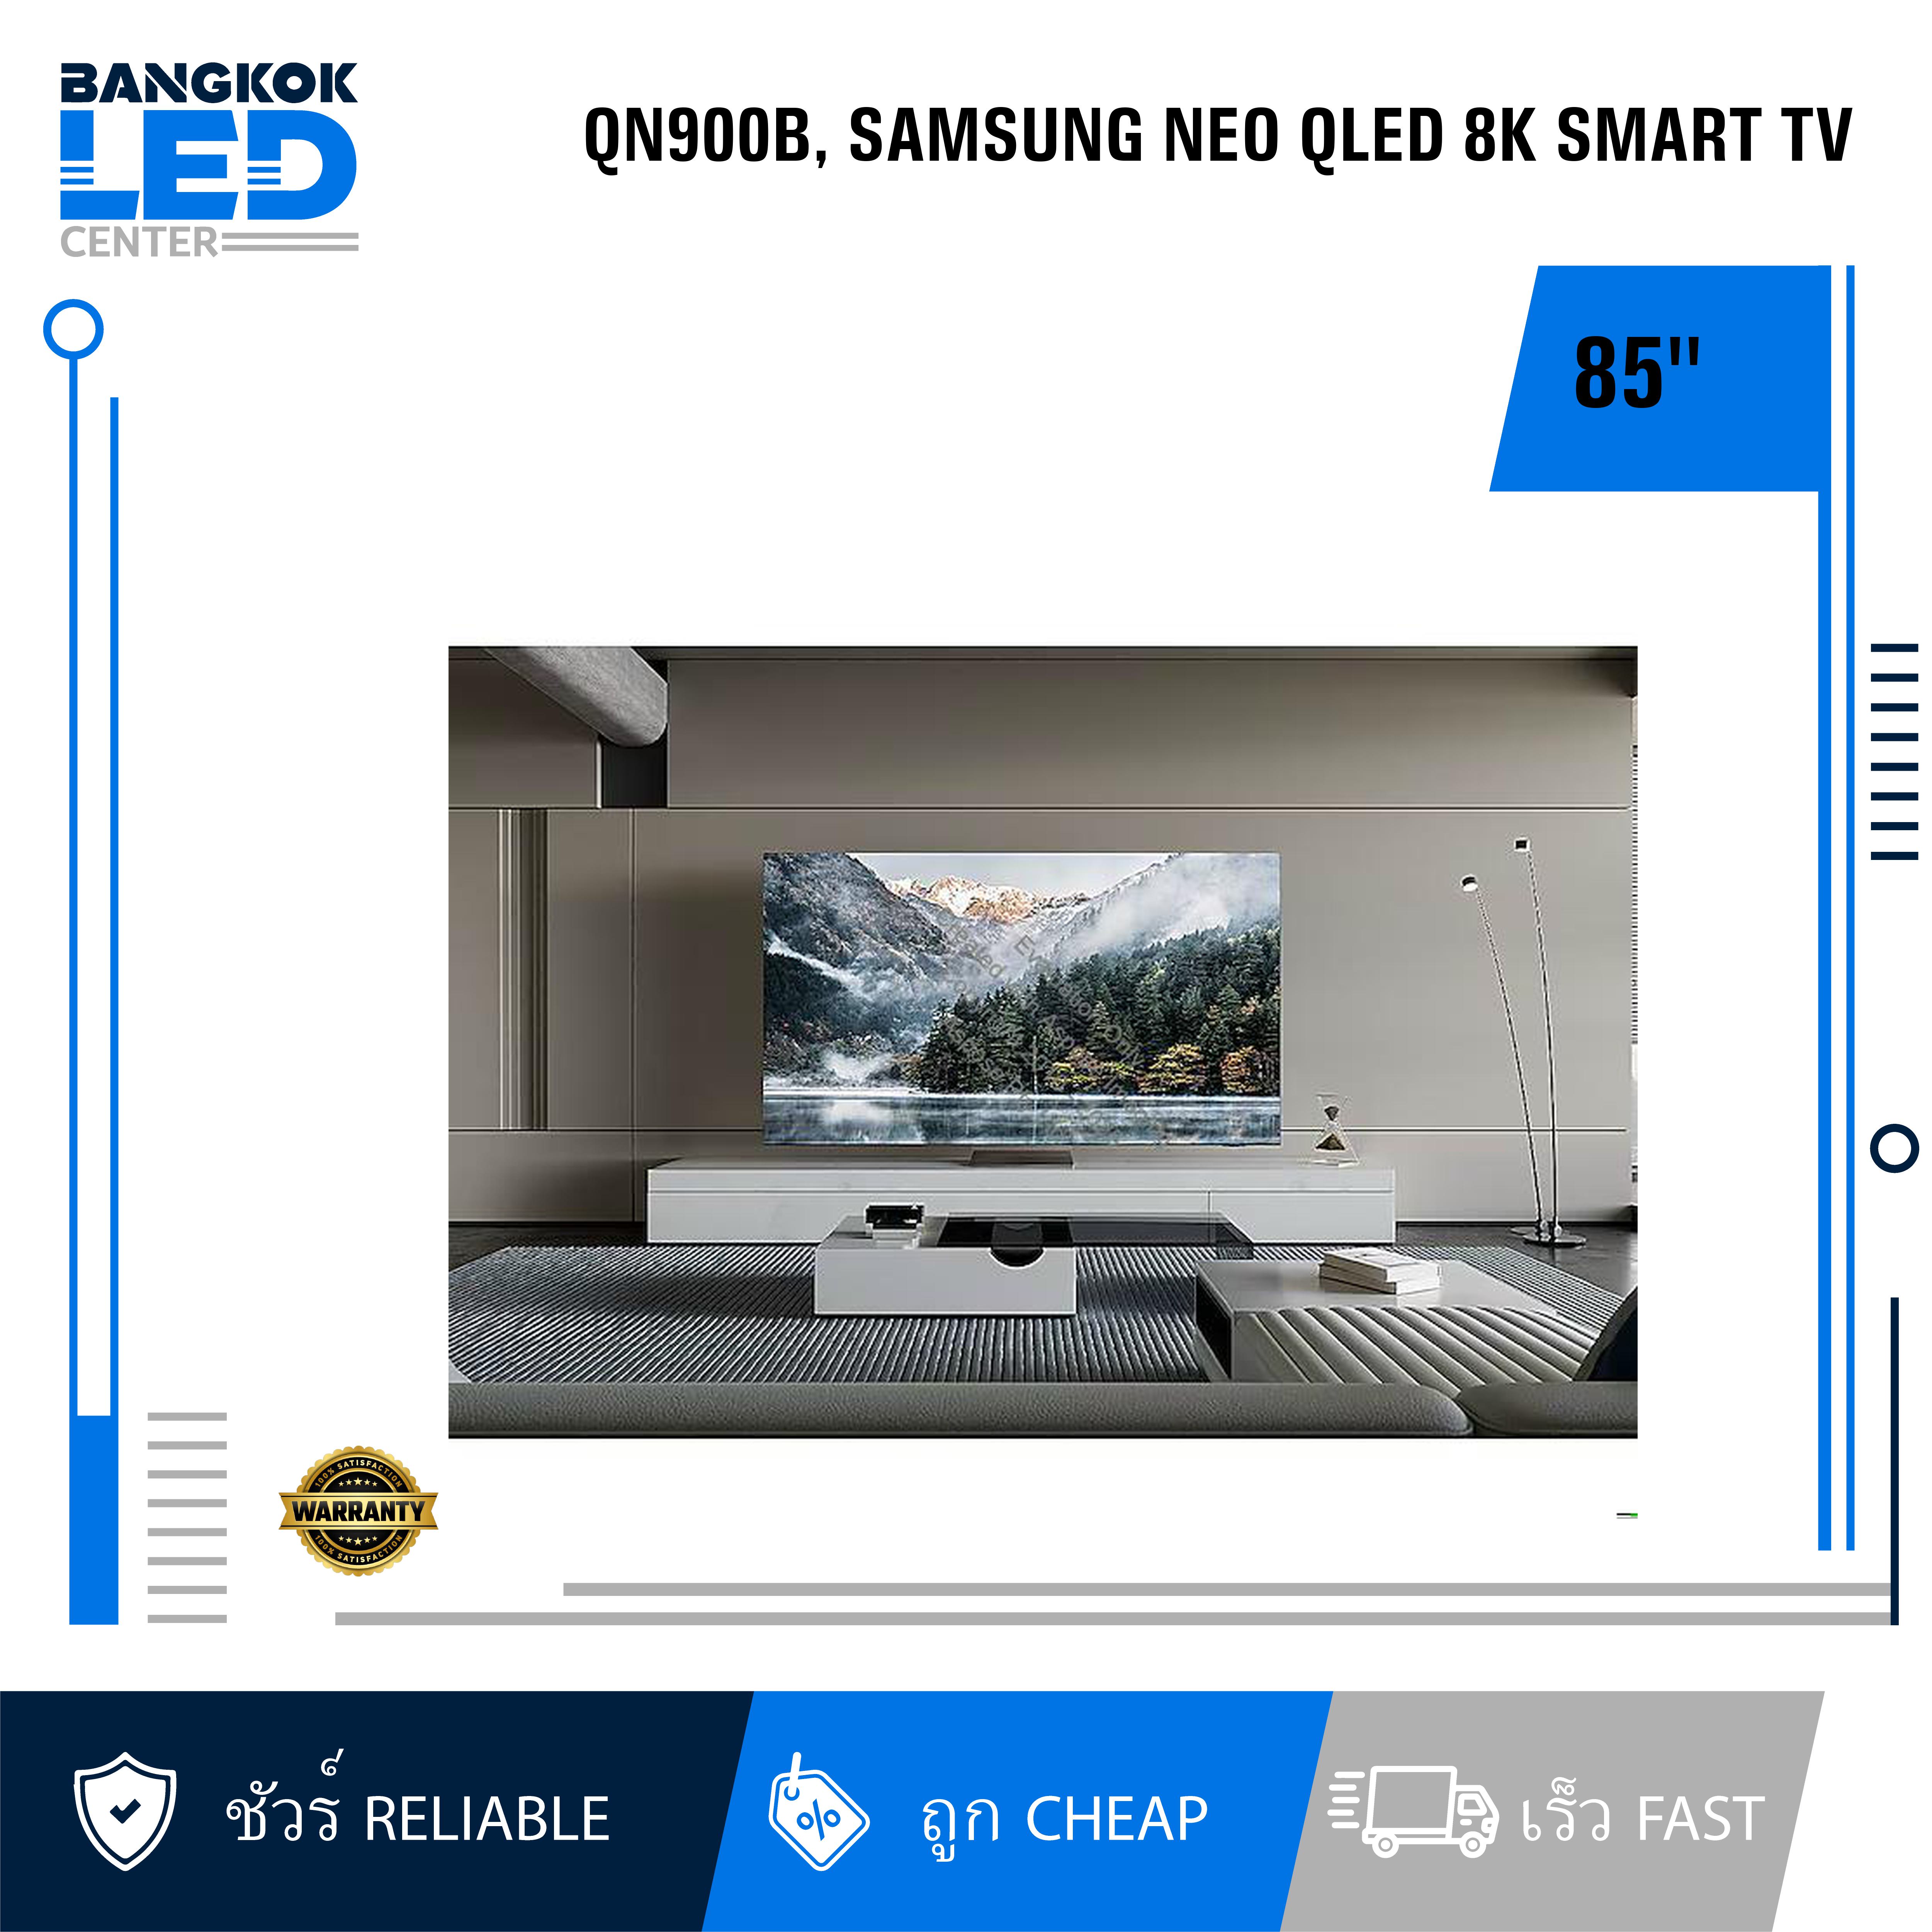 BANGKOK
LED
CENTER
QN900B, SAMSUNG NEO QLED 8K SMART TV
85"
100% SATISFACTION
WARRANTY
100% SATISFACTION
ชัวร์ RELIABLE
% ถูก CHEAP
เร็ว FAST